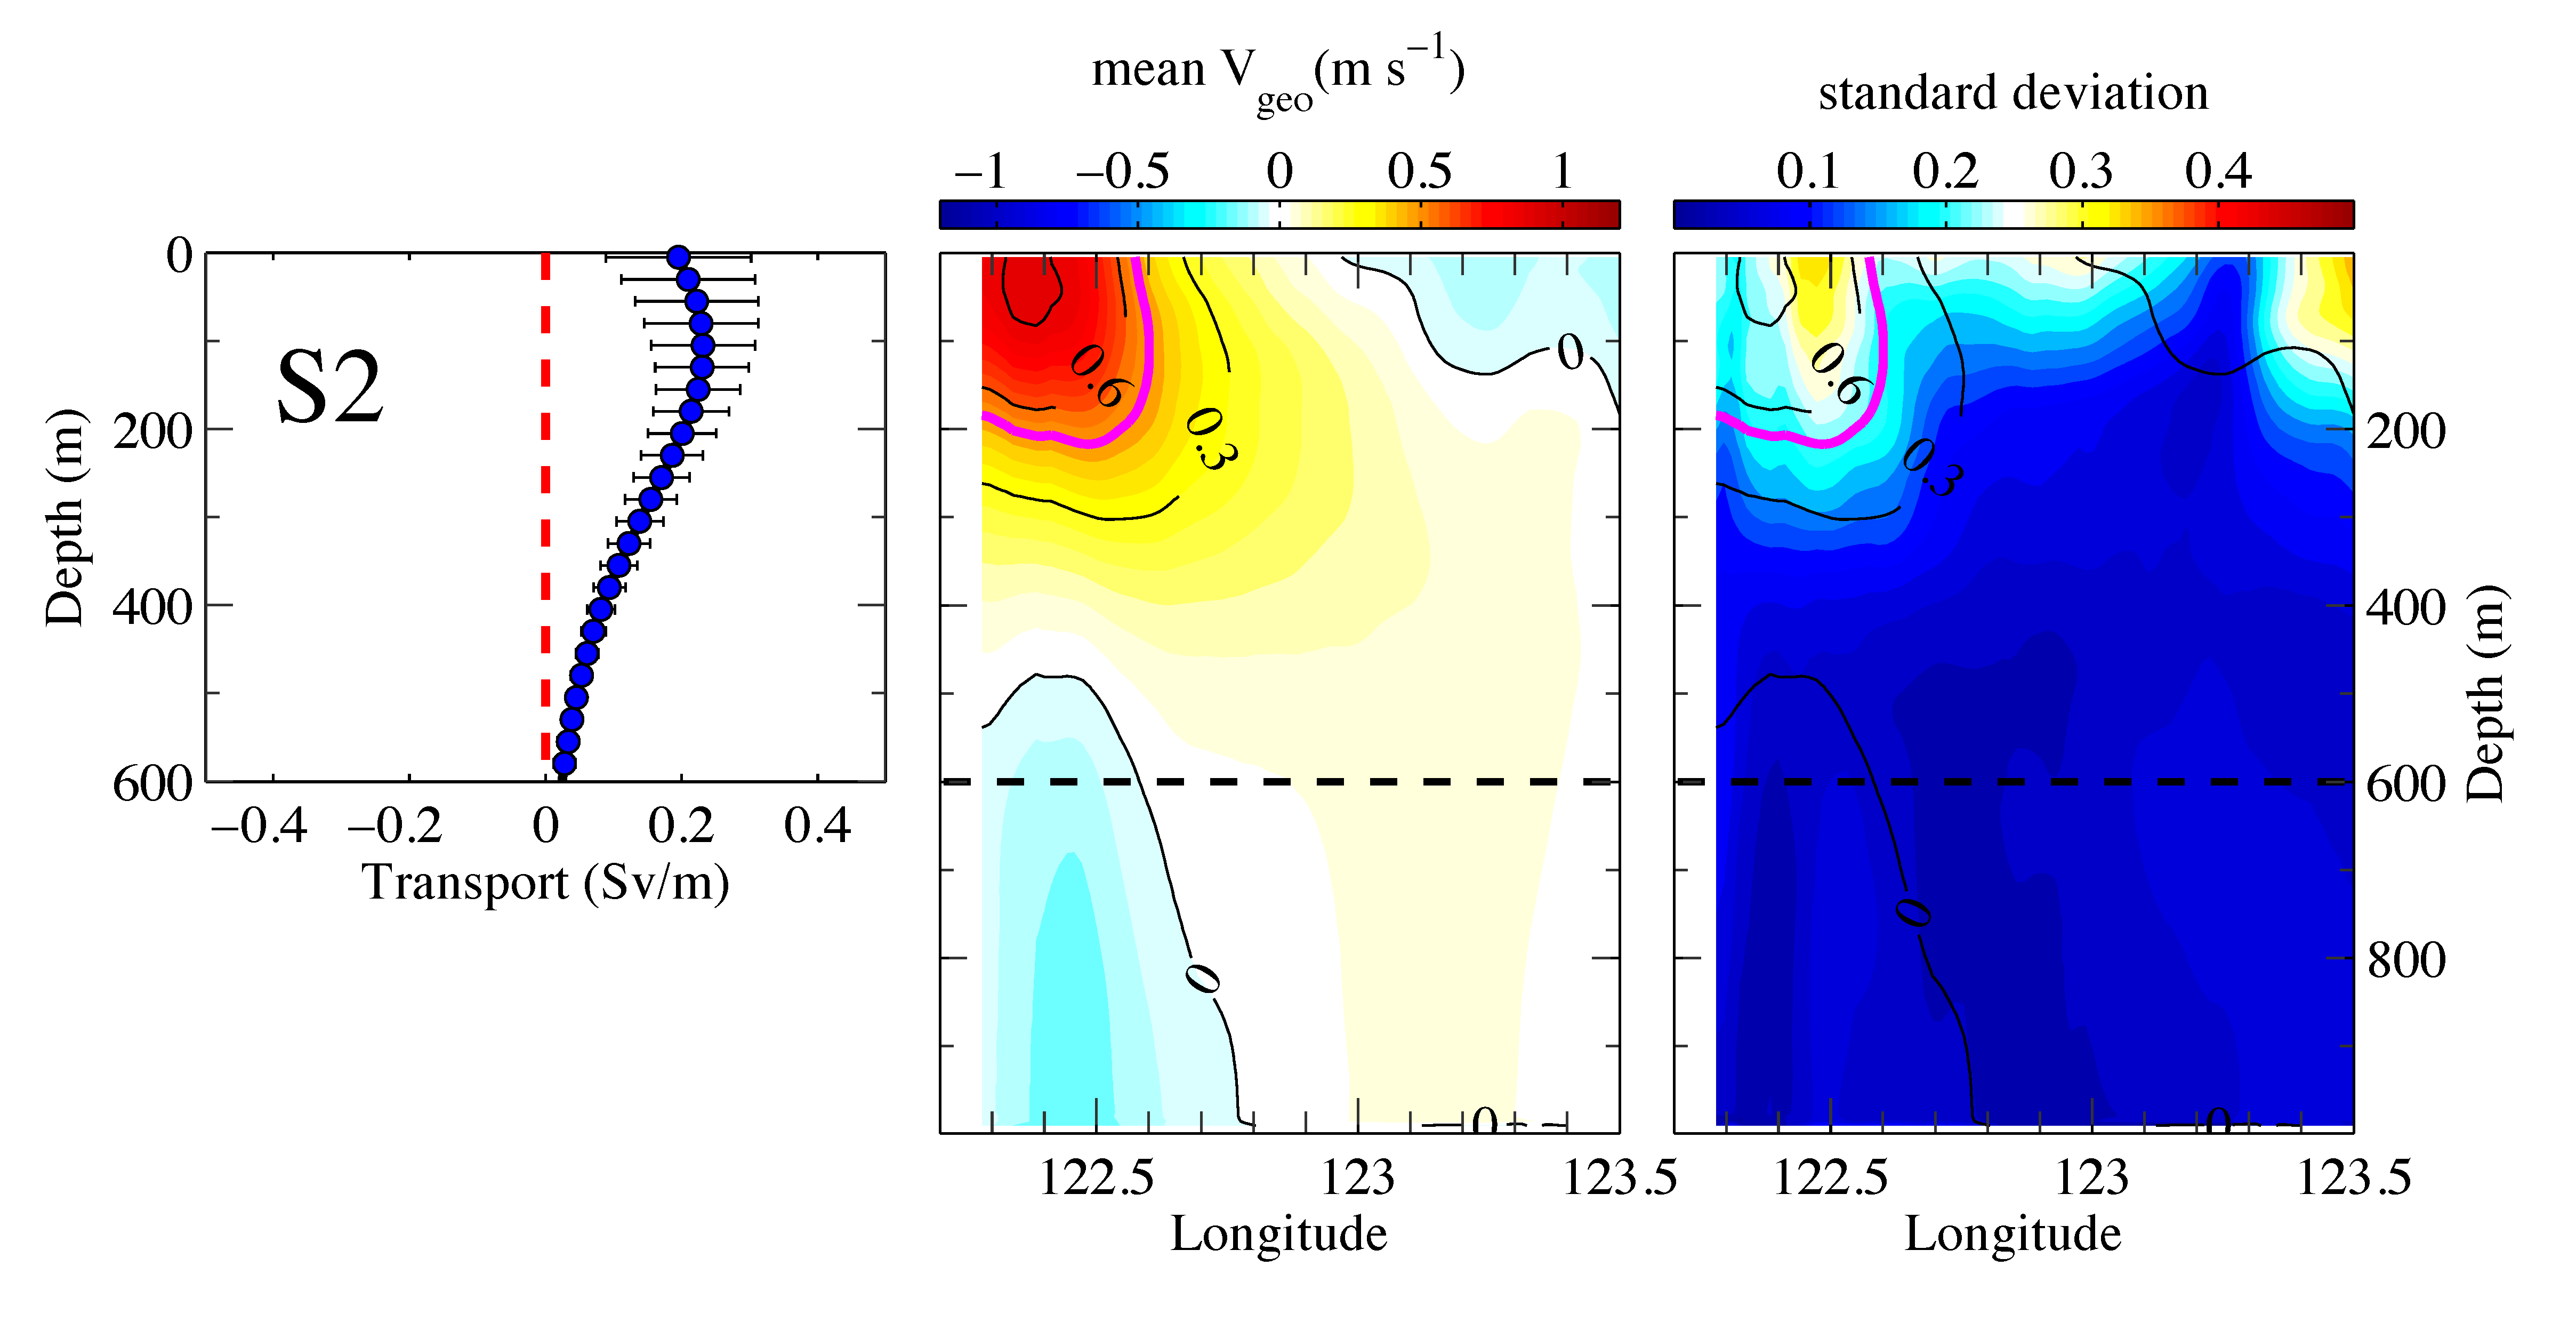 mean Vgeo(m s−1)
−1 −0.5 0 0.5 1
standard deviation
0.1 0.2 0.3 0.4
S2
0
200
400
600
Depth (m)
−0.4 −0.2 0 0.2 0.4
Transport (Sv/m)
0.6
0.3
0
0
0
122.5 123 123.5
Longitude
0.6
0.3
0
0
200
400
600
800
Depth (m)
122.5 123 123.5
Longitude